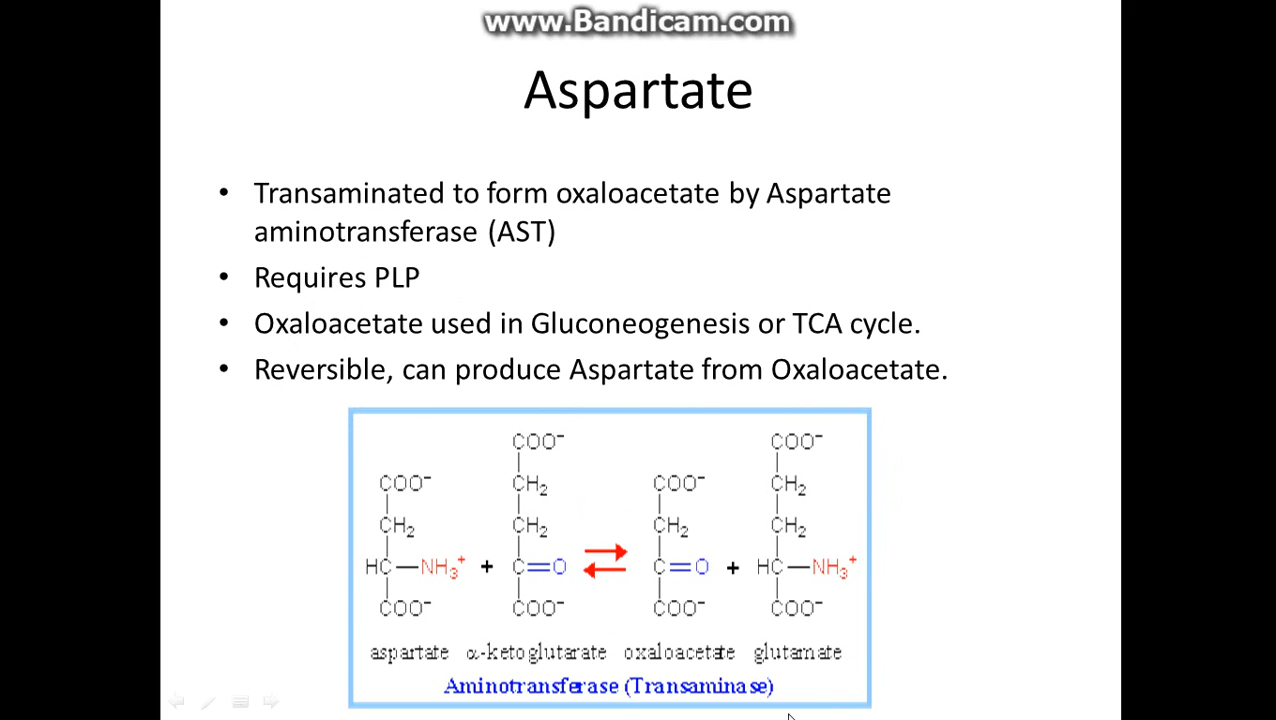 www.Bandicam.com
Aspartate
• Transaminated to form oxaloacetate by Aspartate
aminotransferase (AST)
• Requires PLP
• Oxaloacetate used in Gluconeogenesis or TCA cycle.
• Reversible, can produce Aspartate from Oxaloacetate.
COO⁻ COO⁻
COO⁻ CH₂ COO⁻ CH₂
CH₂ CH₂ CH₂ CH₂
HC—NH₃⁺ + C=O ⇄ C=O + HC—NH₃⁺
COO⁻ COO⁻ COO⁻ COO⁻
aspartate α-ketoglutarate oxaloacetate glutamate
Aminotransferase (Transaminase)